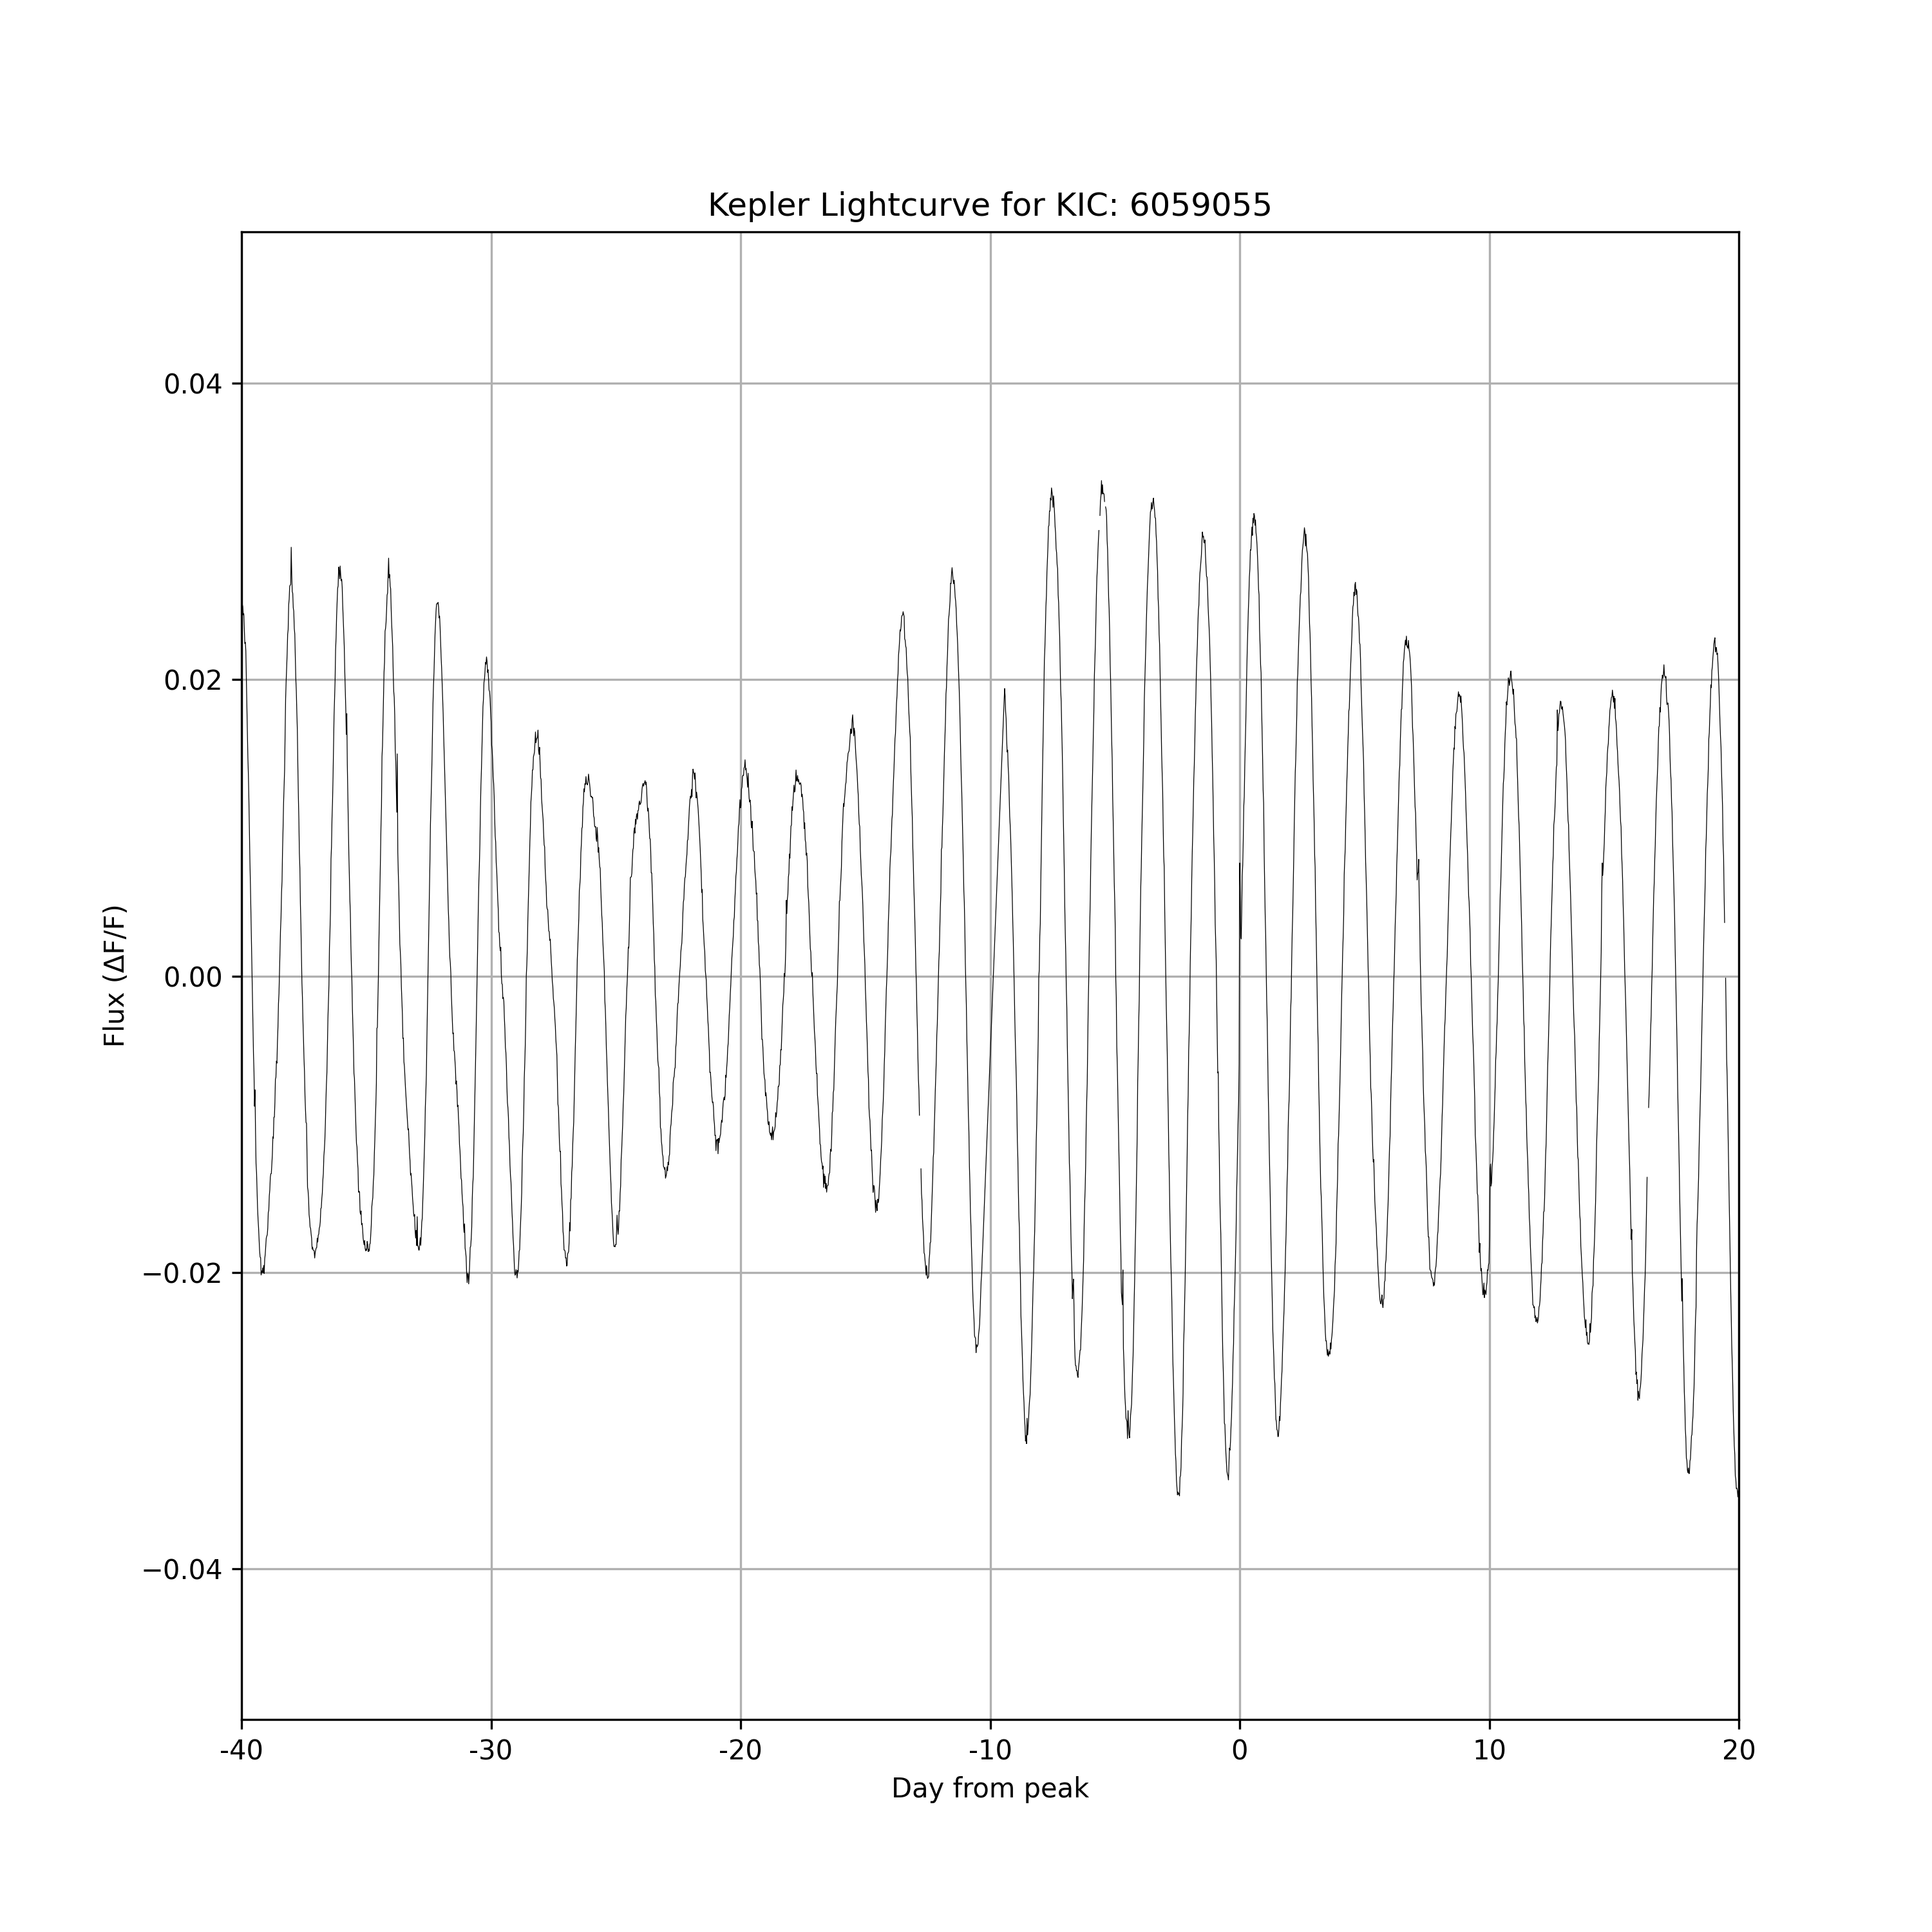 Kepler Lightcurve for KIC: 6059055
0.04
0.02
0.00
−0.02
−0.04
Flux (ΔF/F)
-40 -30 -20 -10 0 10 20
Day from peak